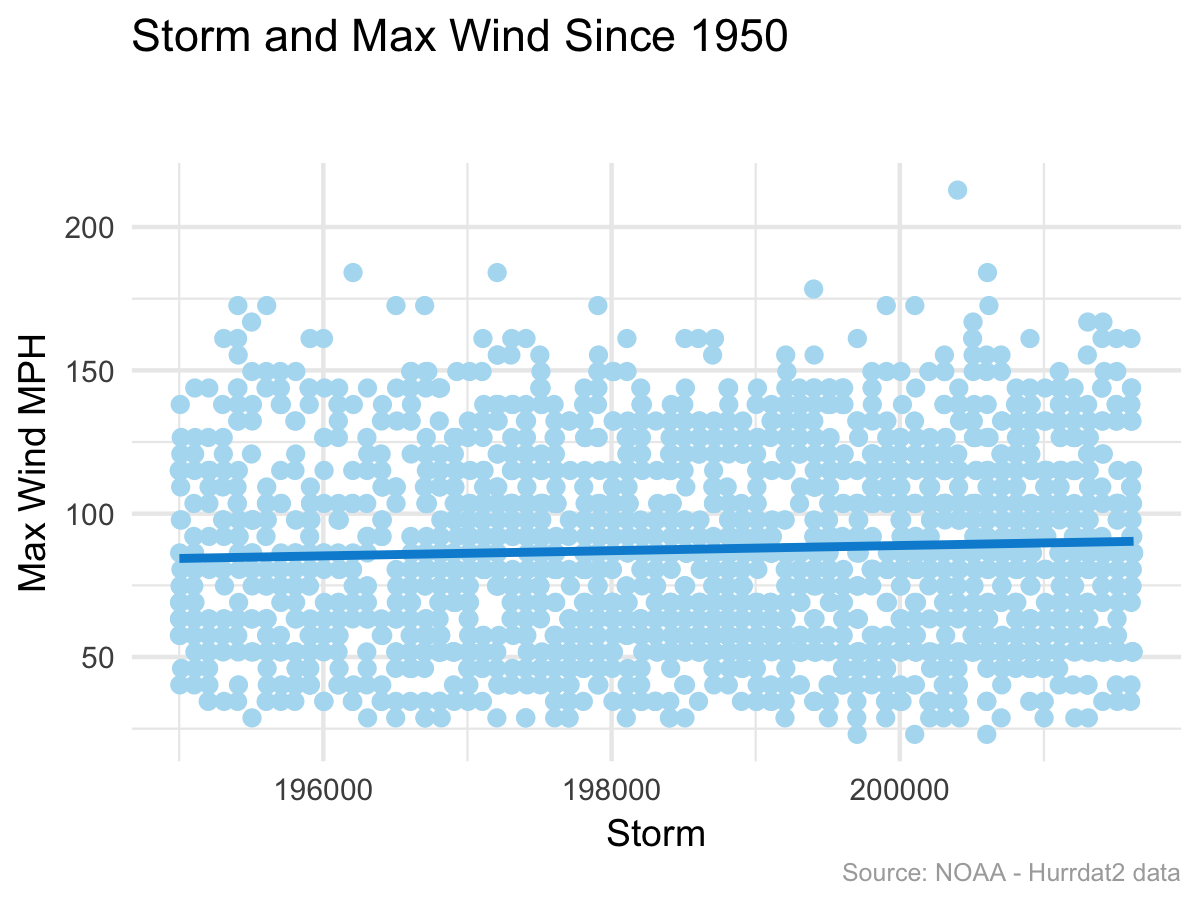 Storm and Max Wind Since 1950
Max Wind MPH
200
150
100
50
196000 198000 200000
Storm
Source: NOAA - Hurrdat2 data